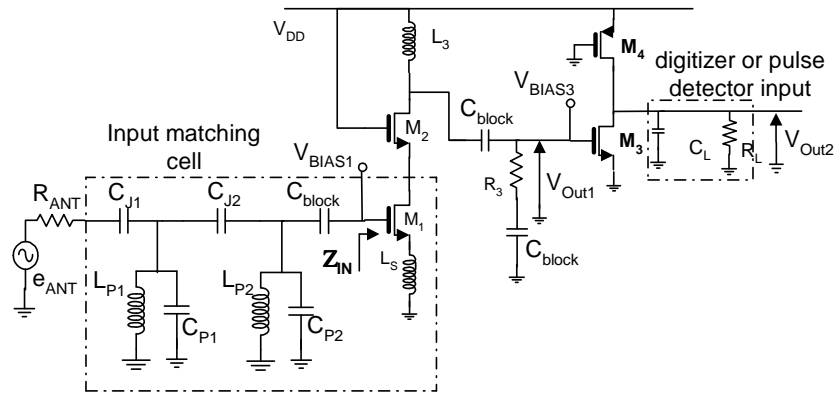 V_DD
L_3
M_4
digitizer or pulse
detector input
V_BIAS3
C_block
M_2
Input matching
cell
V_BIAS1
M_3
V_Out2
C_L
R_L
R_ANT
C_J1
C_J2
C_block
R_3
V_Out1
M_1
Z_IN
L_S
C_block
e_ANT
L_P1
L_P2
C_P1
C_P2